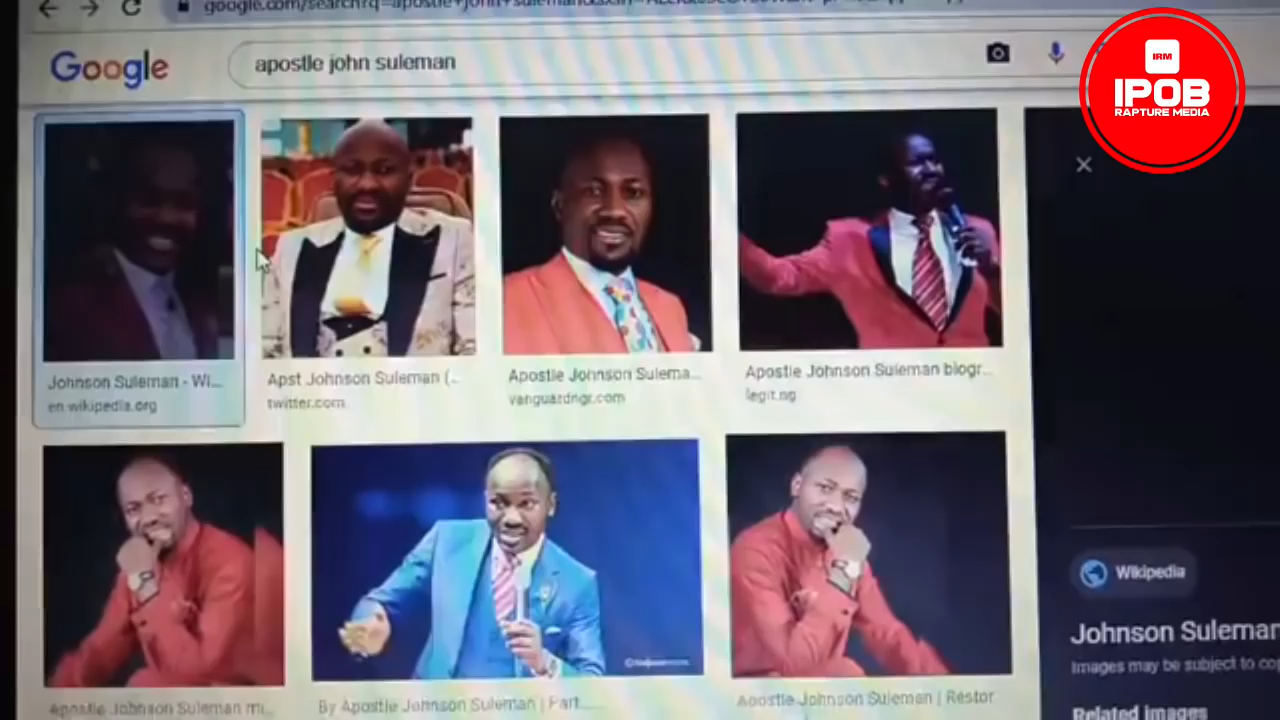 Google
apostle john suleman
IRM
IPOB
RAPTURE MEDIA
Johnson Suleman - Wi...
en.wikipedia.org
Apst Johnson Suleman (...
twitter.com
Apostle Johnson Sulema...
vanguardngr.com
Apostle Johnson Suleman biogr...
legit.ng
Wikipedia
Johnson Suleman
Images may be subject to cop
Related images
Apostle Johnson Suleman mi...
By Apostle Johnson Suleman | Part.....
Apostle Johnson Suleman | Restor